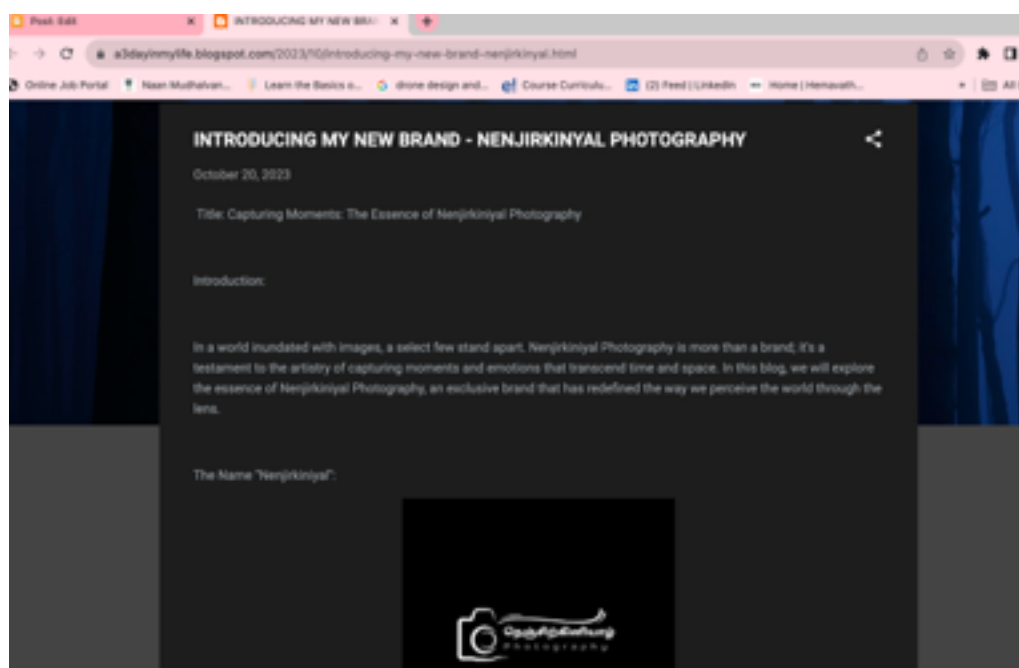 Post: Edit
INTRODUCING MY NEW BRAN
a3dayinmylife.blogspot.com/2023/10/introducing-my-new-brand-nenjirkinyal.html
Online Job Portal Naan Mudhalvan... Learn the Basics o... drone design and... Course Curriculu... (2) Feed | LinkedIn Home | Hemavath... All
INTRODUCING MY NEW BRAND - NENJIRKINYAL PHOTOGRAPHY
October 20, 2023
Title: Capturing Moments: The Essence of Nenjirkiniyal Photography
Introduction:
In a world inundated with images, a select few stand apart. Nenjirkiniyal Photography is more than a brand; it's a
testament to the artistry of capturing moments and emotions that transcend time and space. In this blog, we will explore
the essence of Nenjirkiniyal Photography, an exclusive brand that has redefined the way we perceive the world through the
lens.
The Name "Nenjirkiniyal":
Photography